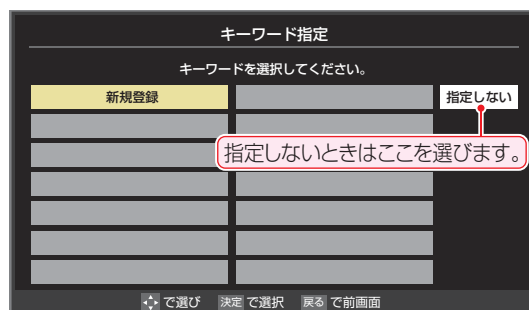 キーワード指定
キーワードを選択してください。
新規登録
指定しない
指定しないときはここを選びます。
で選び 決定 で選択 戻る で前画面